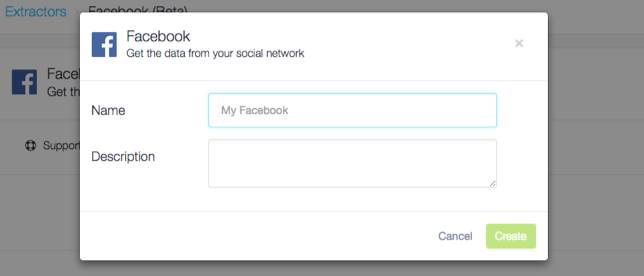 Extractors > Facebook (Beta)
Facebook
Get the data from your social network
×
Name
My Facebook
Description
Cancel
Create
Faceb
Get th
Support